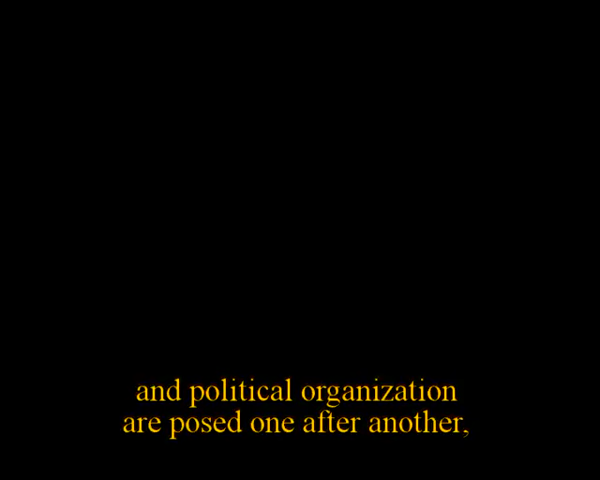 and political organization
are posed one after another,